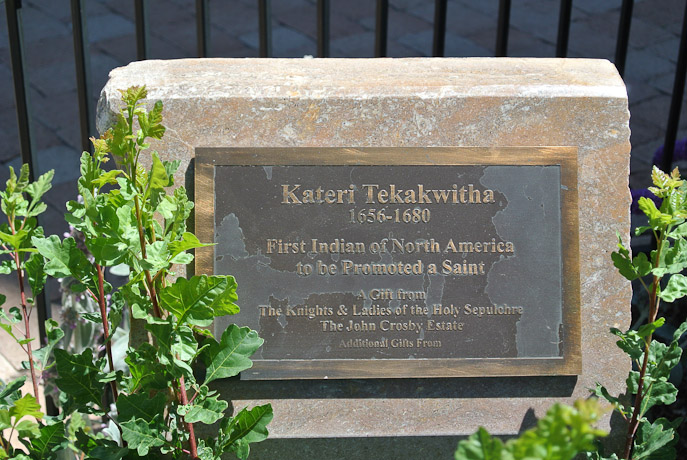 Kateri Tekakwitha
1656-1680
First Indian of North America
to be Promoted a Saint
A Gift from
The Knights & Ladies of the Holy Sepulchre
The John Crosby Estate
Additional Gifts From